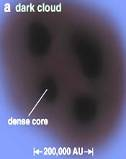 a dark cloud
dense core
200,000 AU